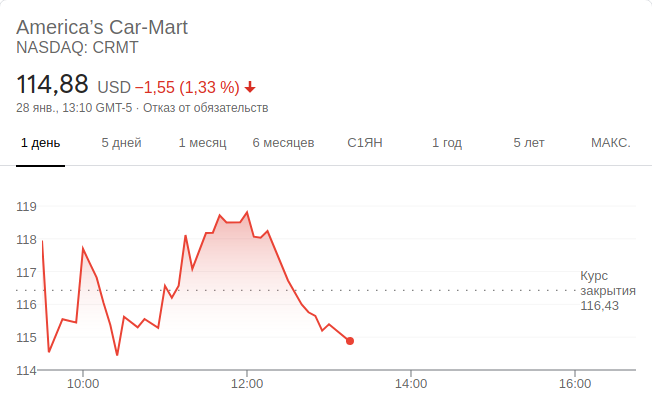 America’s Car-Mart
NASDAQ: CRMT
114,88 USD −1,55 (1,33 %)
28 янв., 13:10 GMT-5 · Отказ от обязательств
1 день 5 дней 1 месяц 6 месяцев С1ЯН 1 год 5 лет МАКС.
119
118
117
Курс
закрытия
116,43
116
115
114
10:00 12:00 14:00 16:00